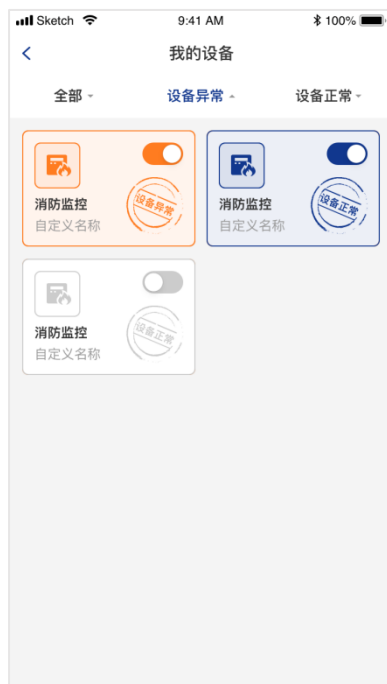 Sketch 9:41 AM 100%
我的设备
全部 设备异常 设备正常
消防监控
自定义名称
设备异常
消防监控
自定义名称
设备正常
消防监控
自定义名称
设备正常